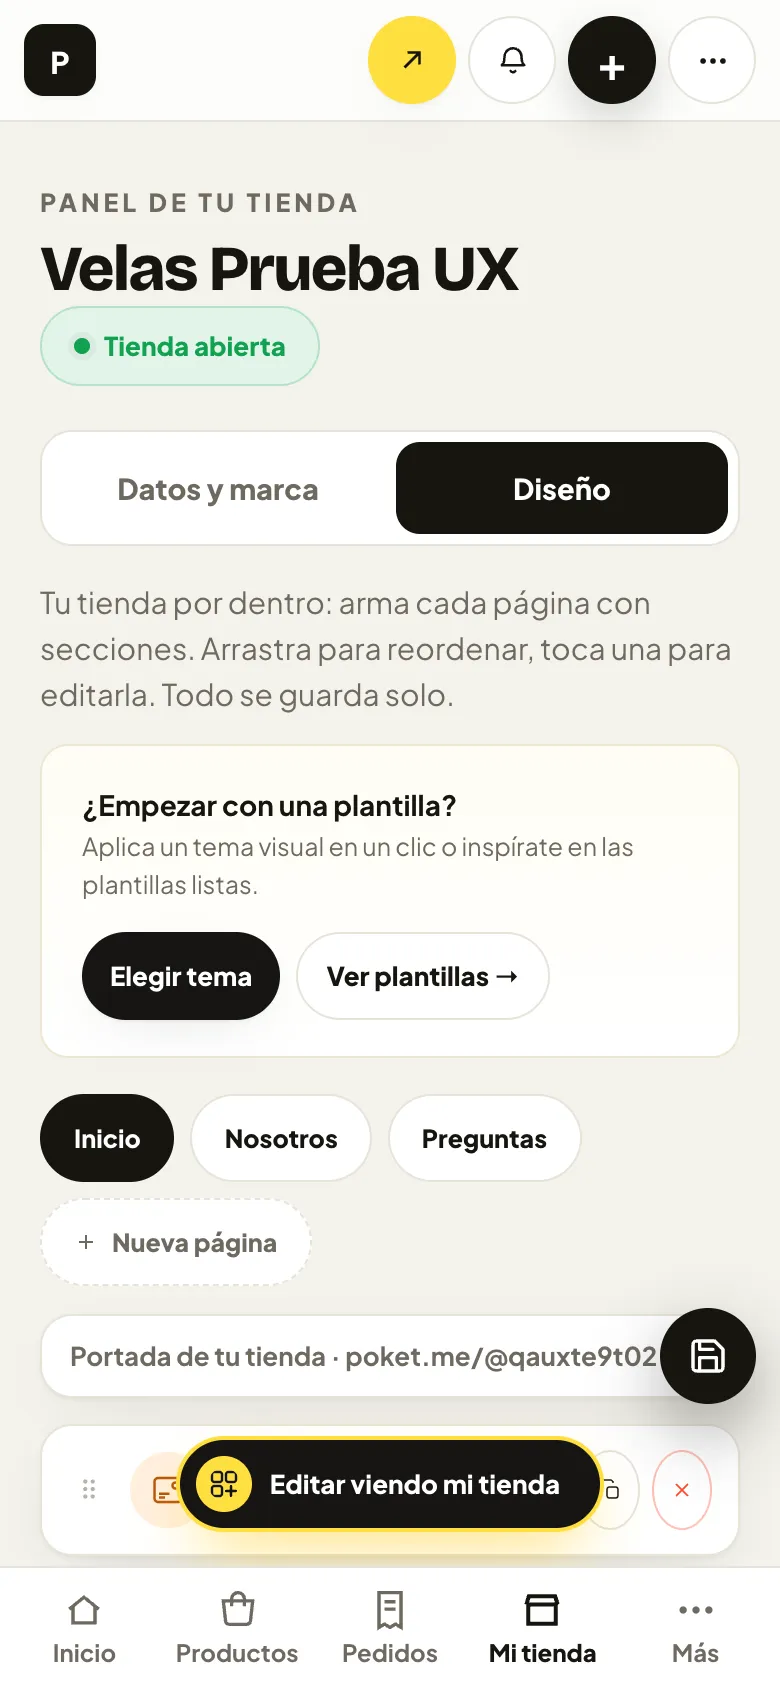 P
PANEL DE TU TIENDA
Velas Prueba UX
Tienda abierta
Datos y marca
Diseño
Tu tienda por dentro: arma cada página con
secciones. Arrastra para reordenar, toca una para
editarla. Todo se guarda solo.
¿Empezar con una plantilla?
Aplica un tema visual en un clic o inspírate en las
plantillas listas.
Elegir tema
Ver plantillas →
Inicio
Nosotros
Preguntas
+ Nueva página
Portada de tu tienda · poket.me/@qauxte9t02
Editar viendo mi tienda
Inicio
Productos
Pedidos
Mi tienda
Más